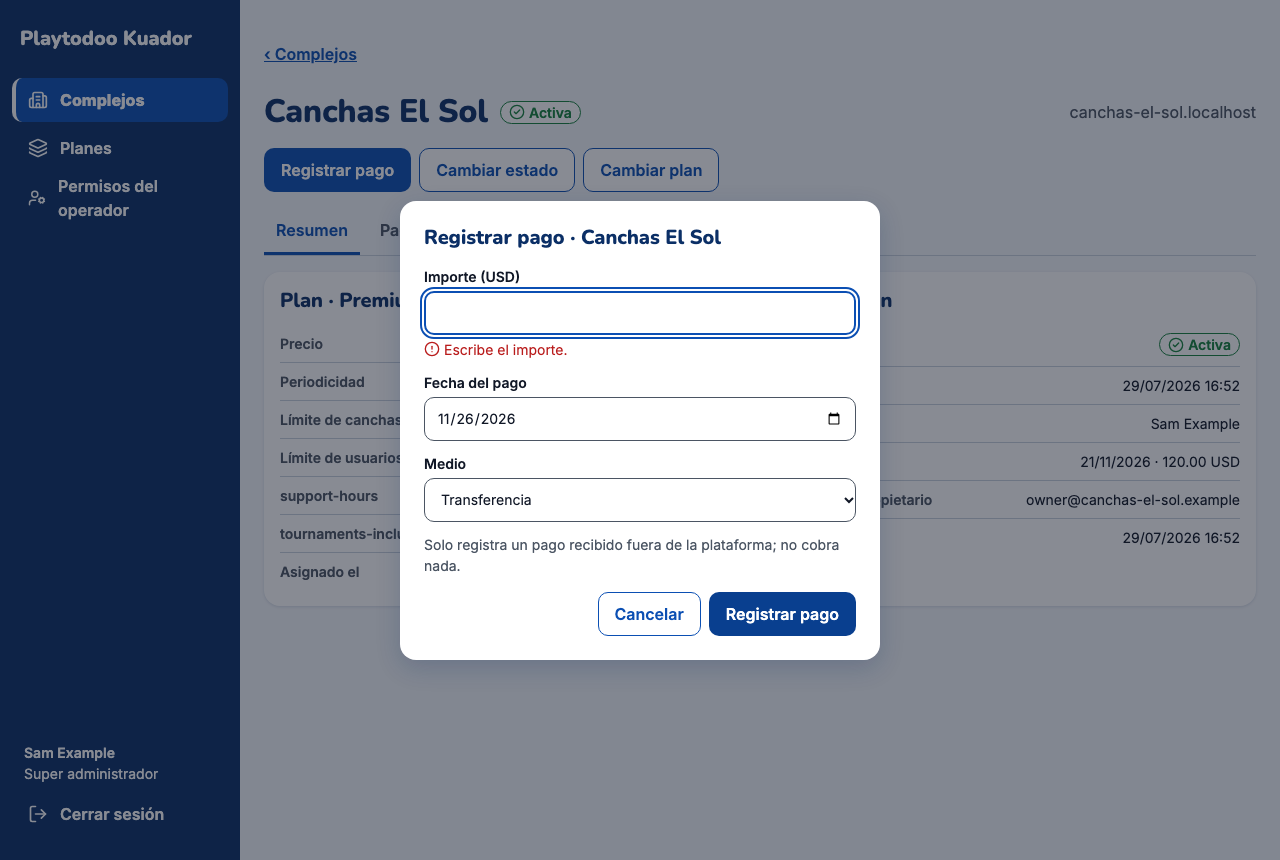 Playtodoo Kuador
Complejos
Planes
Permisos del
operador
Sam Example
Super administrador
Cerrar sesión
‹ Complejos
Canchas El Sol
Activa
canchas-el-sol.localhost
Registrar pago
Cambiar estado
Cambiar plan
Resumen
Registrar pago · Canchas El Sol
Importe (USD)
Escribe el importe.
Fecha del pago
11/26/2026
Medio
Transferencia
Solo registra un pago recibido fuera de la plataforma; no cobra
nada.
Cancelar
Registrar pago
Plan ·
Precio
Periodicidad
Límite de canchas
Límite de usuarios
support-hours
Asignado el
Activa
29/07/2026 16:52
Sam Example
21/11/2026 · 120.00 USD
owner@canchas-el-sol.example
29/07/2026 16:52